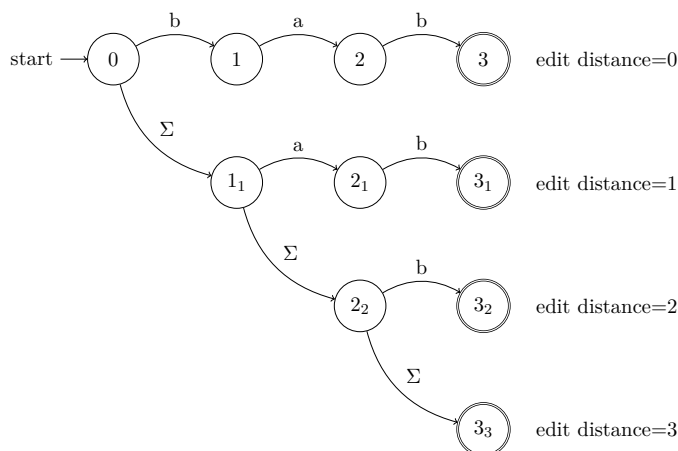 b a b
start 0 1 2 3 edit distance=0
Σ
a b
1₁ 2₁ 3₁ edit distance=1
Σ
b
2₂ 3₂ edit distance=2
Σ
3₃ edit distance=3